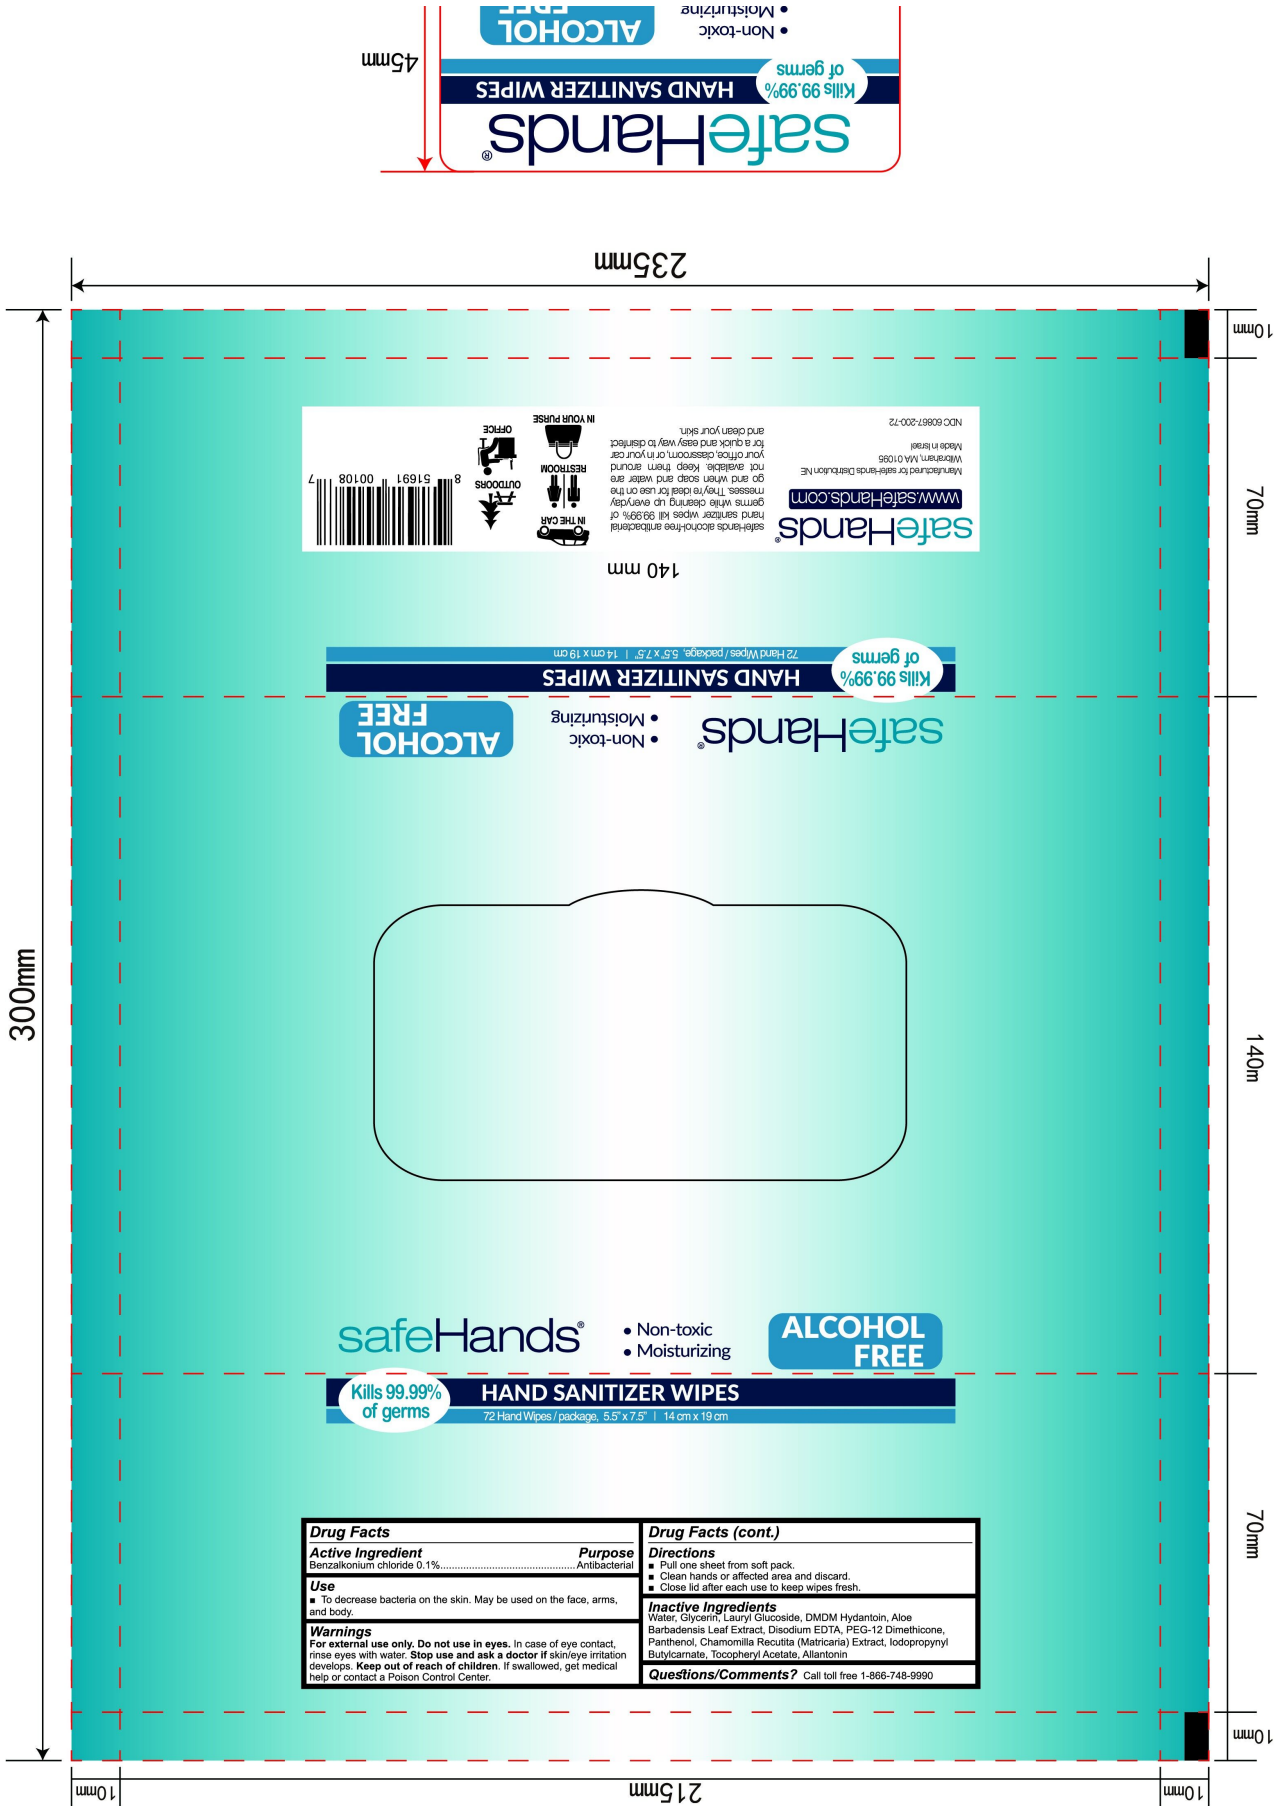 • Non-toxic
• Moisturizing
ALCOHOL
FREE
45mm
Kills 99.99%
of germs
HAND SANITIZER WIPES
safeHands®
235mm
10mm
70mm
140m
70mm
10mm
300mm
safeHands®
www.safeHands.com
Manufactured for safeHands Distribution NE
Wilbraham, MA 01095
Made in Israel
NDC 60867-200-72
safeHands alcohol-free antibacterial
hand sanitizer wipes kill 99.99% of
germs while cleaning up everyday
messes. They're ideal for use on the
go and when soap and water are
not available. Keep them around
your office, classroom, or in your car
for a quick and easy way to disinfect
and clean your skin.
IN THE CAR
OUTDOORS
RESTROOM
OFFICE
IN YOUR PURSE
8 51691 00108 7
140 mm
72 Hand Wipes / package, 5.5" x 7.5" | 14 cm x 19 cm
HAND SANITIZER WIPES
Kills 99.99%
of germs
safeHands®
• Non-toxic
• Moisturizing
ALCOHOL
FREE
safeHands®
• Non-toxic
• Moisturizing
ALCOHOL
FREE
Kills 99.99%
of germs
HAND SANITIZER WIPES
72 Hand Wipes / package, 5.5" x 7.5" | 14 cm x 19 cm
Drug Facts
Active Ingredient Purpose
Benzalkonium chloride 0.1%..........................................Antibacterial
Use
■ To decrease bacteria on the skin. May be used on the face, arms,
and body.
Warnings
For external use only. Do not use in eyes. In case of eye contact,
rinse eyes with water. Stop use and ask a doctor if skin/eye irritation
develops. Keep out of reach of children. If swallowed, get medical
help or contact a Poison Control Center.
Drug Facts (cont.)
Directions
■ Pull one sheet from soft pack.
■ Clean hands or affected area and discard.
■ Close lid after each use to keep wipes fresh.
Inactive Ingredients
Water, Glycerin, Lauryl Glucoside, DMDM Hydantoin, Aloe
Barbadensis Leaf Extract, Disodium EDTA, PEG-12 Dimethicone,
Panthenol, Chamomilla Recutita (Matricaria) Extract, Iodopropynyl
Butylcarnate, Tocopheryl Acetate, Allantonin
Questions/Comments? Call toll free 1-866-748-9990
10mm
215mm
10mm